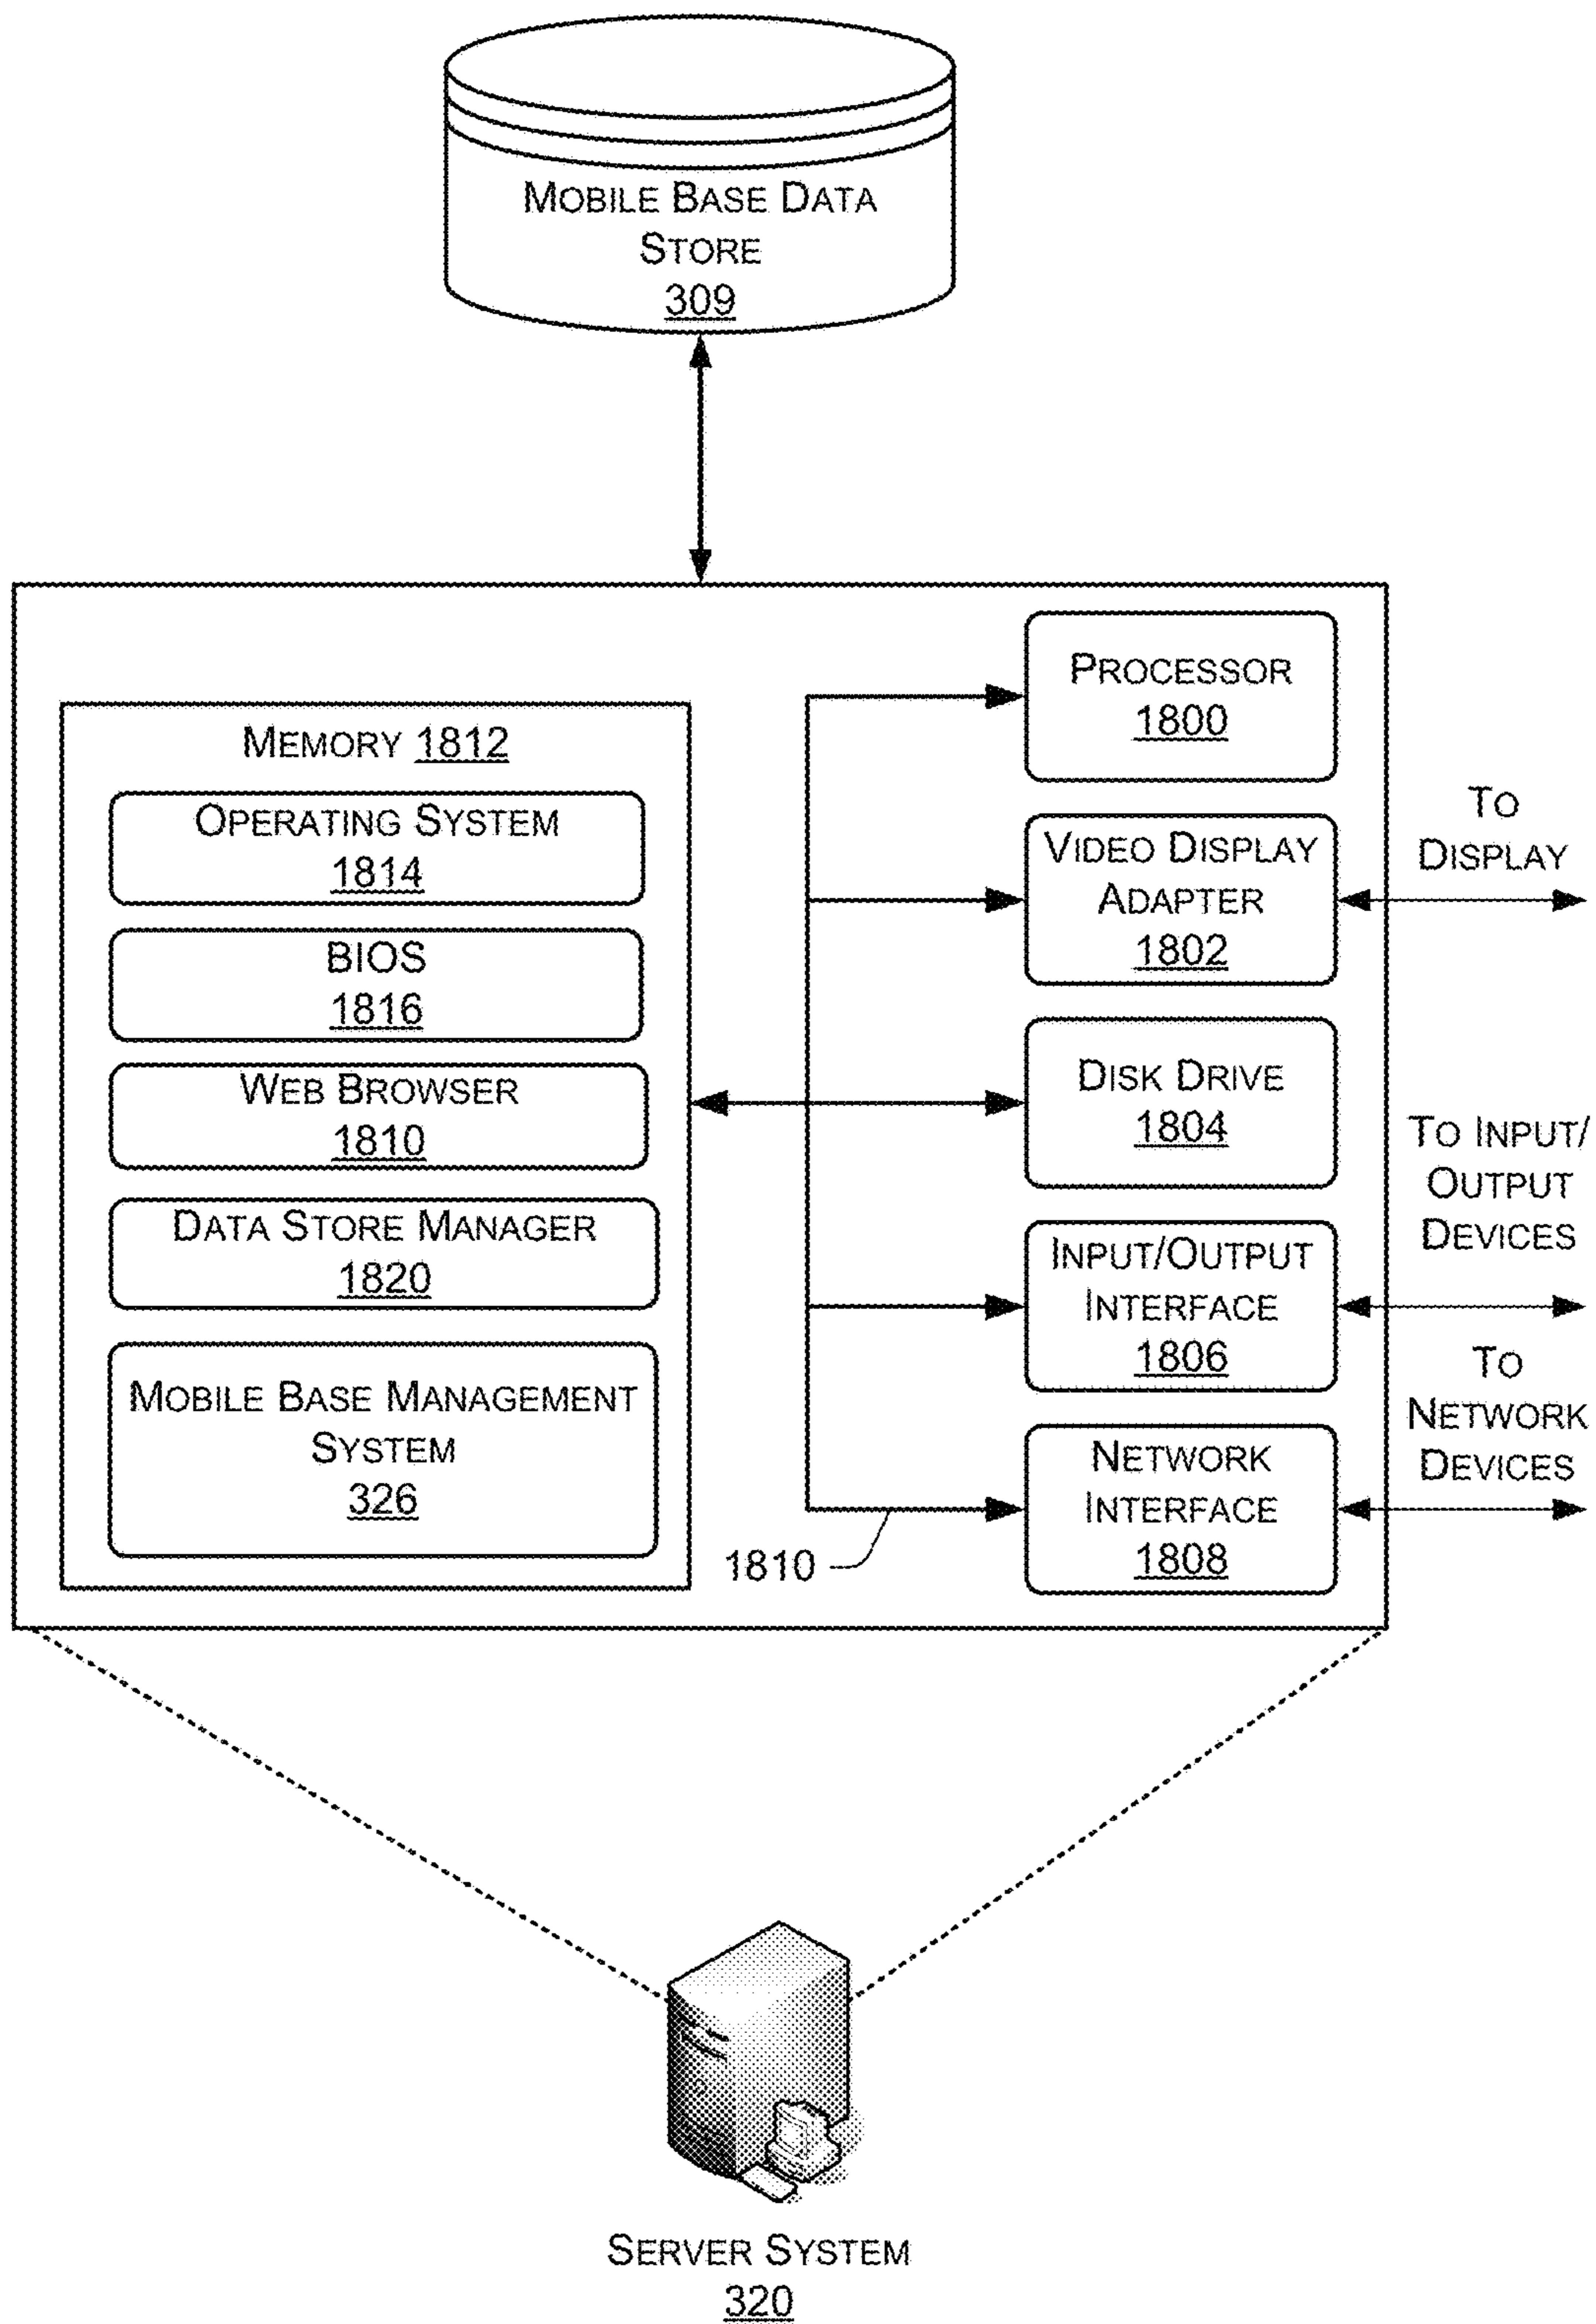 MOBILE BASE DATA
STORE
309
MEMORY 1812
OPERATING SYSTEM
1814
BIOS
1816
WEB BROWSER
1810
DATA STORE MANAGER
1820
MOBILE BASE MANAGEMENT
SYSTEM
326
PROCESSOR
1800
VIDEO DISPLAY
ADAPTER
1802
DISK DRIVE
1804
INPUT/OUTPUT
INTERFACE
1806
NETWORK
INTERFACE
1808
1810
TO
DISPLAY
TO INPUT/
OUTPUT
DEVICES
TO
NETWORK
DEVICES
SERVER SYSTEM
320